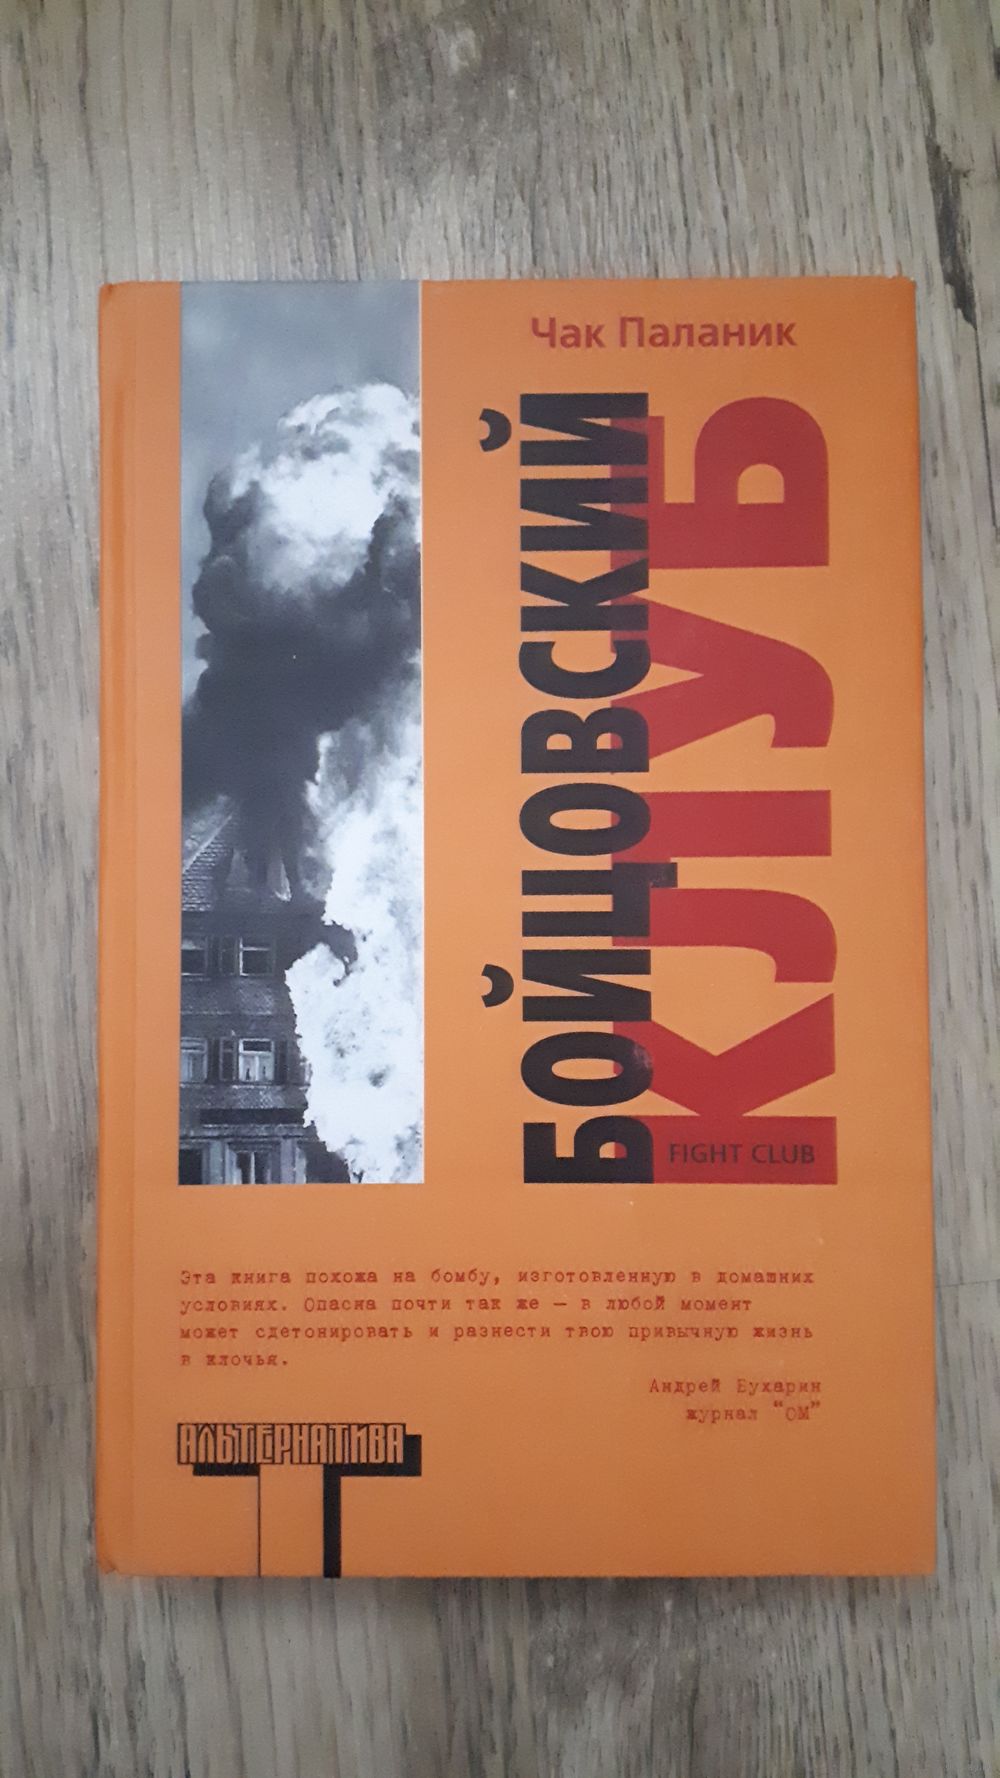 Чак Паланик
БОЙЦОВСКИЙ
КЛУБ
FIGHT CLUB
Эта книга похожа на бомбу, изготовленную в домашних
условиях. Опасна почти так же — в любой момент
может сдетонировать и разнести твою привычную жизнь
в клочья.
Андрей Бухарин
журнал "ОМ"
АЛЬТЕРНАТИВА